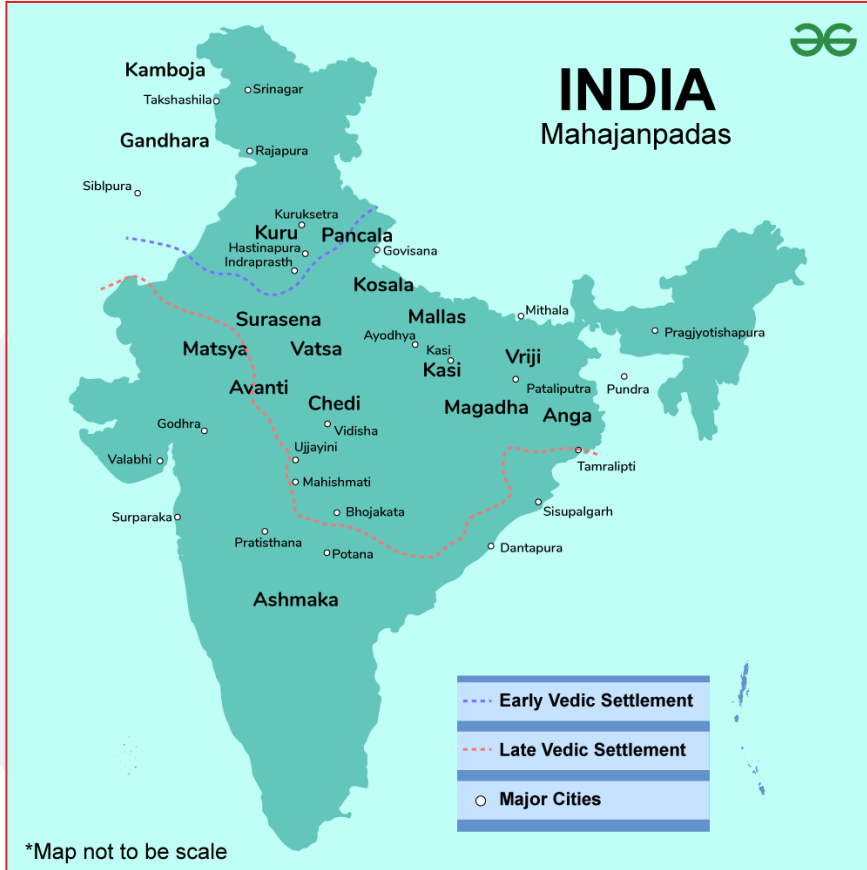 INDIA
Mahajanpadas
Kamboja
Srinagar
Takshashila
Gandhara
Rajapura
Siblpura
Kuruksetra
Kuru
Pancala
Hastinapura
Govisana
Indraprasth
Kosala
Surasena
Mallas
Mithala
Pragjyotishapura
Ayodhya
Matsya
Vatsa
Kasi
Vriji
Kasi
Avanti
Pataliputra
Pundra
Chedi
Magadha
Anga
Godhra
Vidisha
Ujjayini
Valabhi
Tamralipti
Mahishmati
Sisupalgarh
Surparaka
Bhojakata
Pratisthana
Potana
Dantapura
Ashmaka
Early Vedic Settlement
Late Vedic Settlement
Major Cities
*Map not to be scale